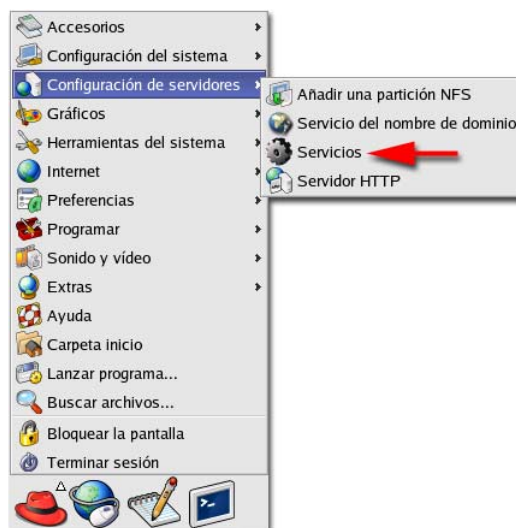 Accesorios
Configuración del sistema
Configuración de servidores
Gráficos
Herramientas del sistema
Internet
Preferencias
Programar
Sonido y vídeo
Extras
Ayuda
Carpeta inicio
Lanzar programa...
Buscar archivos...
Bloquear la pantalla
Terminar sesión
Añadir una partición NFS
Servicio del nombre de dominio
Servicios
Servidor HTTP